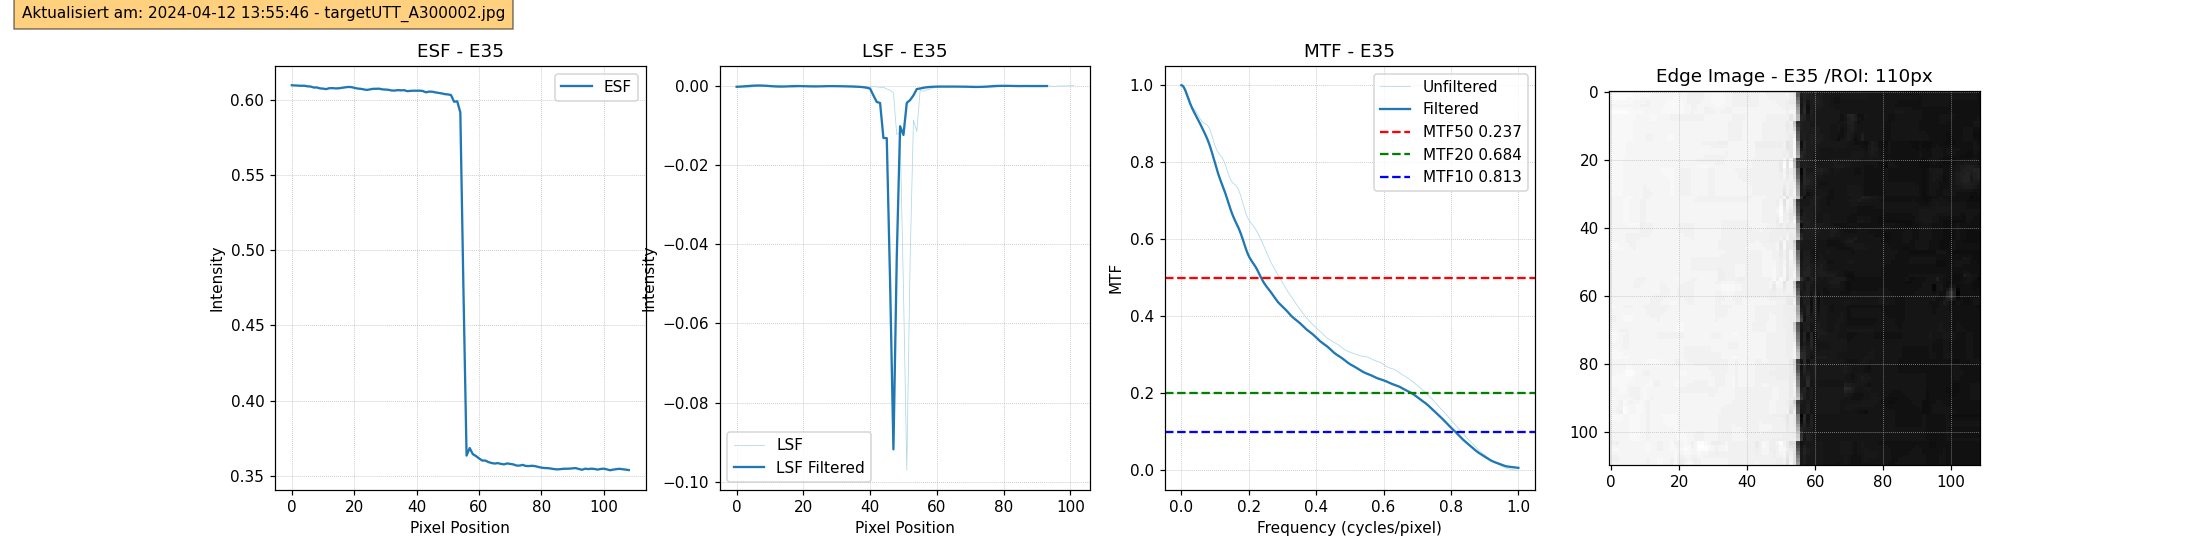 Aktualisiert am: 2024-04-12 13:55:46 - targetUTT_A300002.jpg
ESF - E35
0.60
0.55
0.50
0.45
0.40
0.35
Intensity
0 20 40 60 80 100
Pixel Position
ESF
LSF - E35
0.00
−0.02
−0.04
−0.06
−0.08
−0.10
Intensity
0 20 40 60 80 100
Pixel Position
LSF
LSF Filtered
MTF - E35
1.0
0.8
0.6
0.4
0.2
0.0
MTF
0.0 0.2 0.4 0.6 0.8 1.0
Frequency (cycles/pixel)
Unfiltered
Filtered
MTF50 0.237
MTF20 0.684
MTF10 0.813
Edge Image - E35 /ROI: 110px
0
20
40
60
80
100
0 20 40 60 80 100